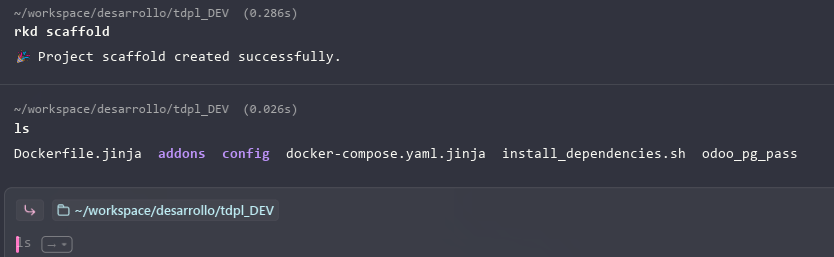 ~/workspace/desarrollo/tdpl_DEV (0.286s)
rkd scaffold
🎉 Project scaffold created successfully.
~/workspace/desarrollo/tdpl_DEV (0.026s)
ls
Dockerfile.jinja addons config docker-compose.yaml.jinja install_dependencies.sh odoo_pg_pass
~/workspace/desarrollo/tdpl_DEV
ls